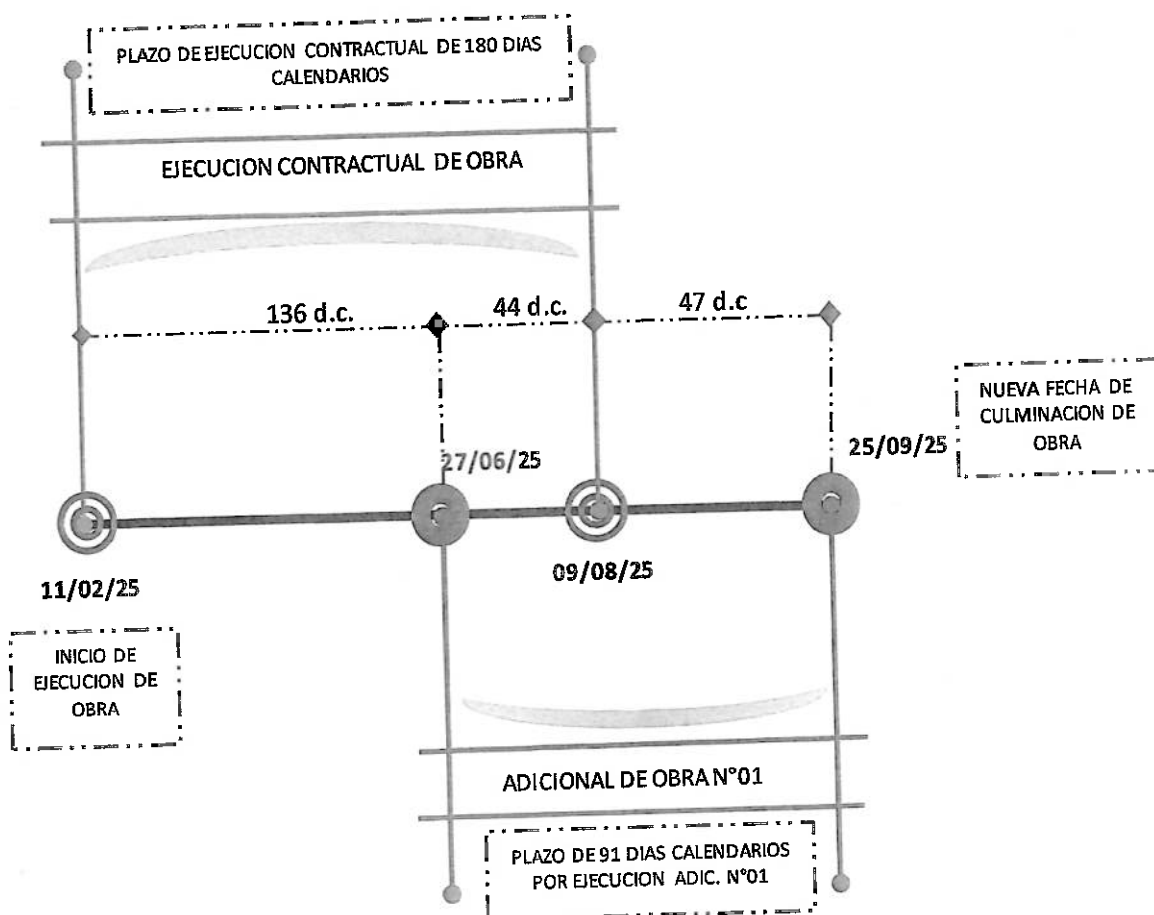 PLAZO DE EJECUCION CONTRACTUAL DE 180 DIAS
CALENDARIOS
EJECUCION CONTRACTUAL DE OBRA
136 d.c.
44 d.c.
47 d.c
27/06/25
25/09/25
NUEVA FECHA DE
CULMINACION DE
OBRA
11/02/25
09/08/25
INICIO DE
EJECUCION DE
OBRA
ADICIONAL DE OBRA N°01
PLAZO DE 91 DIAS CALENDARIOS
POR EJECUCION ADIC. N°01